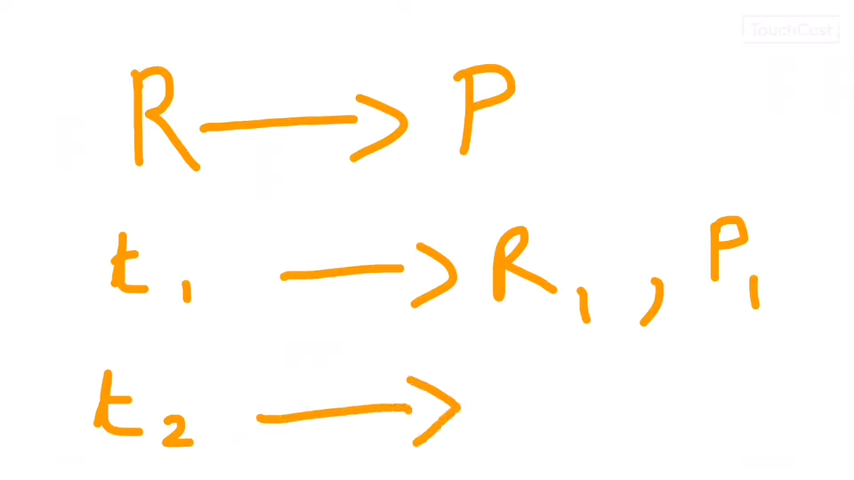 TouchCast
R → P
t₁ → R₁, P₁
t₂ →